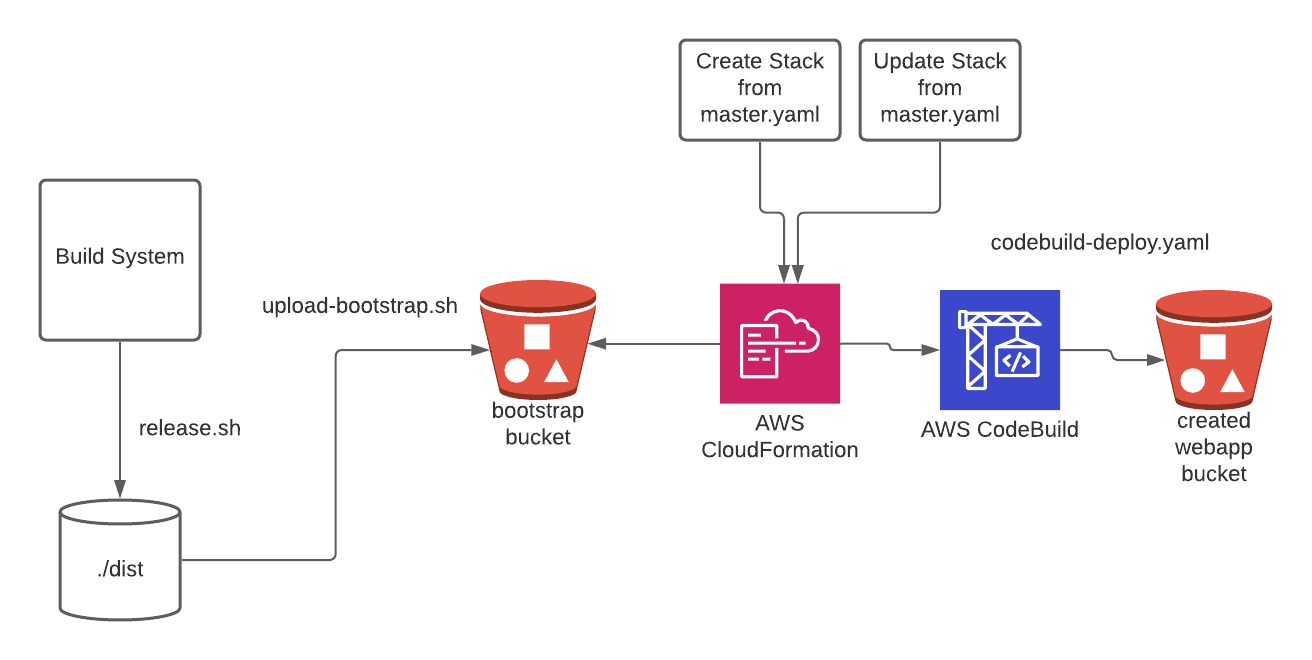 Create Stack
from
master.yaml
Update Stack
from
master.yaml
Build System
codebuild-deploy.yaml
upload-bootstrap.sh
bootstrap
bucket
AWS
CloudFormation
AWS CodeBuild
created
webapp
bucket
release.sh
./dist